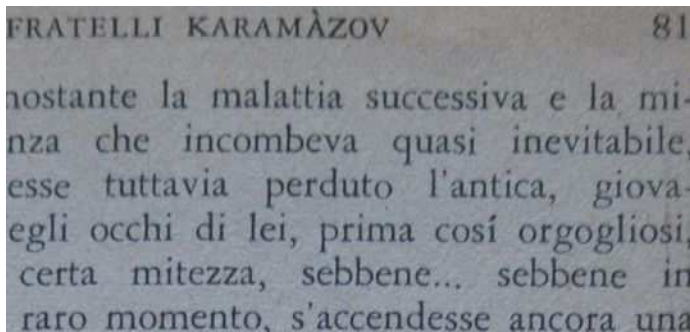 FRATELLI KARAMÀZOV 81
nostante la malattia successiva e la mi-
nza che incombeva quasi inevitabile,
esse tuttavia perduto l'antica, giova-
egli occhi di lei, prima cosí orgogliosi,
certa mitezza, sebbene... sebbene in
raro momento, s'accendesse ancora una